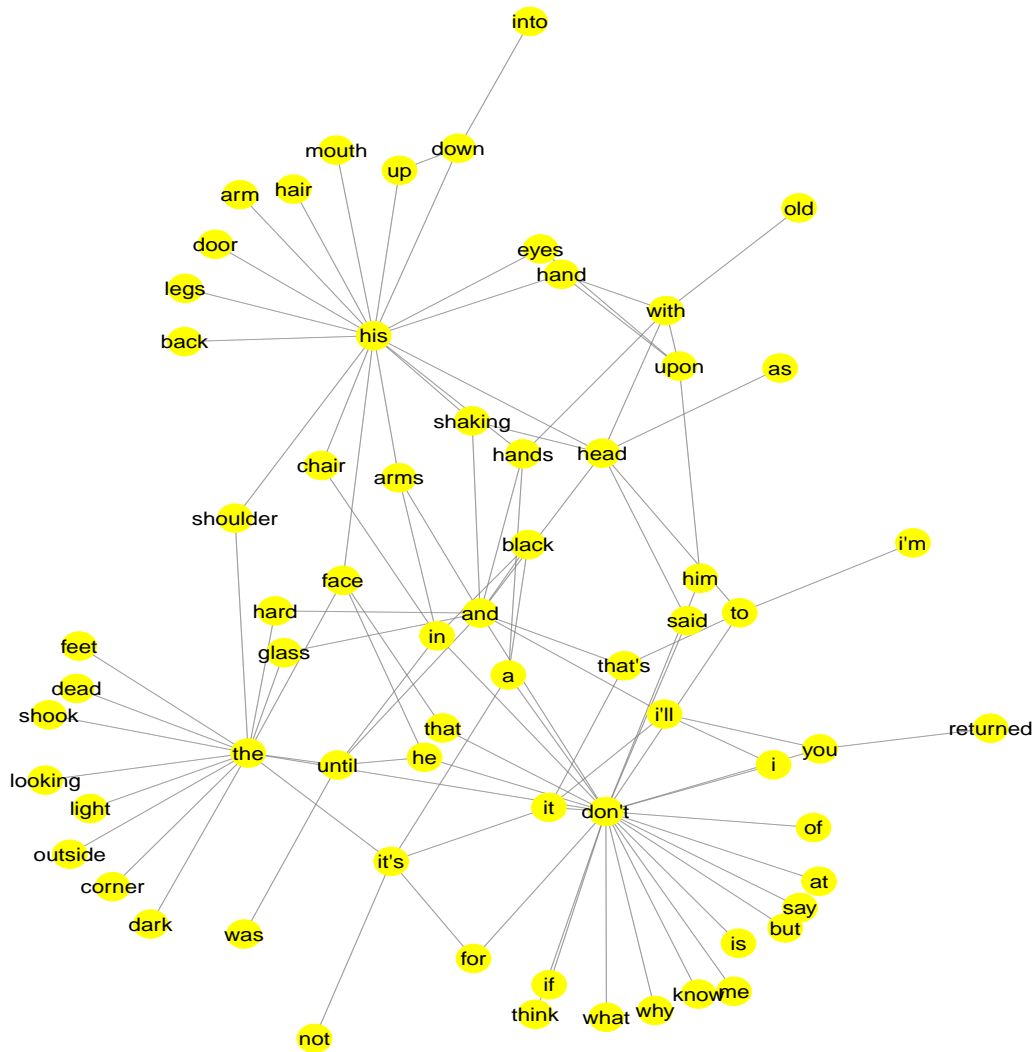 into
mouth
down
up
hair
arm
old
door
eyes
hand
legs
with
his
back
upon
as
shaking
hands
head
chair
arms
shoulder
black
i'm
face
him
hard
and
to
said
in
feet
glass
that's
a
dead
shook
i'll
that
returned
the
you
until
he
i
looking
light
it
don't
of
outside
it's
corner
at
say
dark
but
was
is
for
if
me
know
think
why
what
not